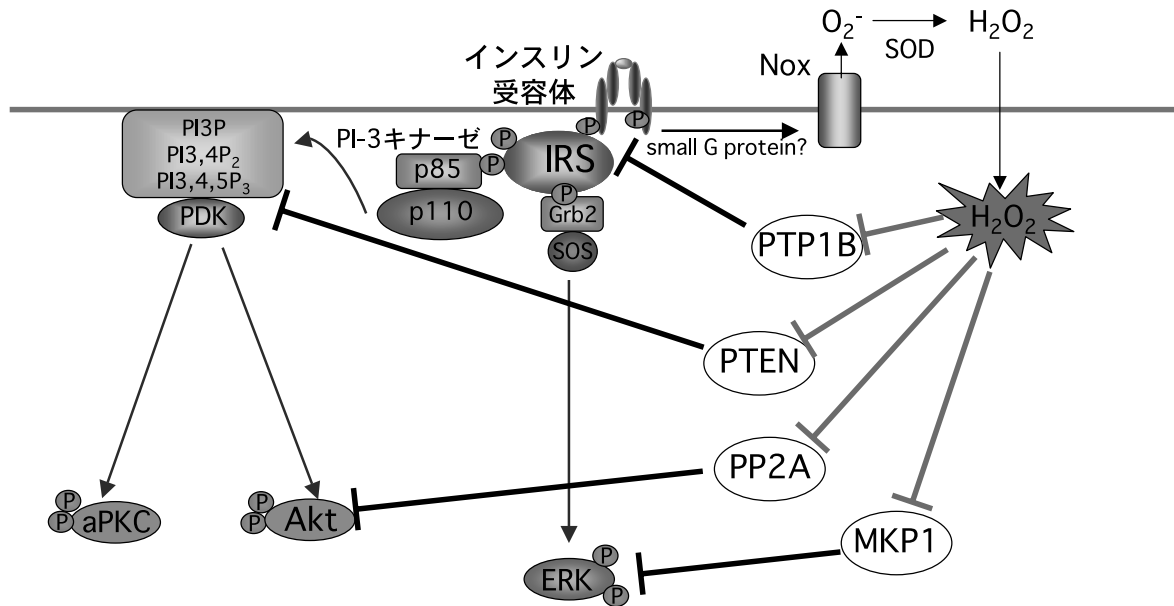 O₂⁻
H₂O₂
SOD
Nox
インスリン
受容体
small G protein?
PI3P
PI3,4P₂
PI3,4,5P₃
PDK
PI-3キナーゼ
p85
p110
P
P
P
P
P
IRS
Grb2
SOS
H₂O₂
PTP1B
PTEN
PP2A
MKP1
P
P
aPKC
P
P
Akt
P
P
ERK